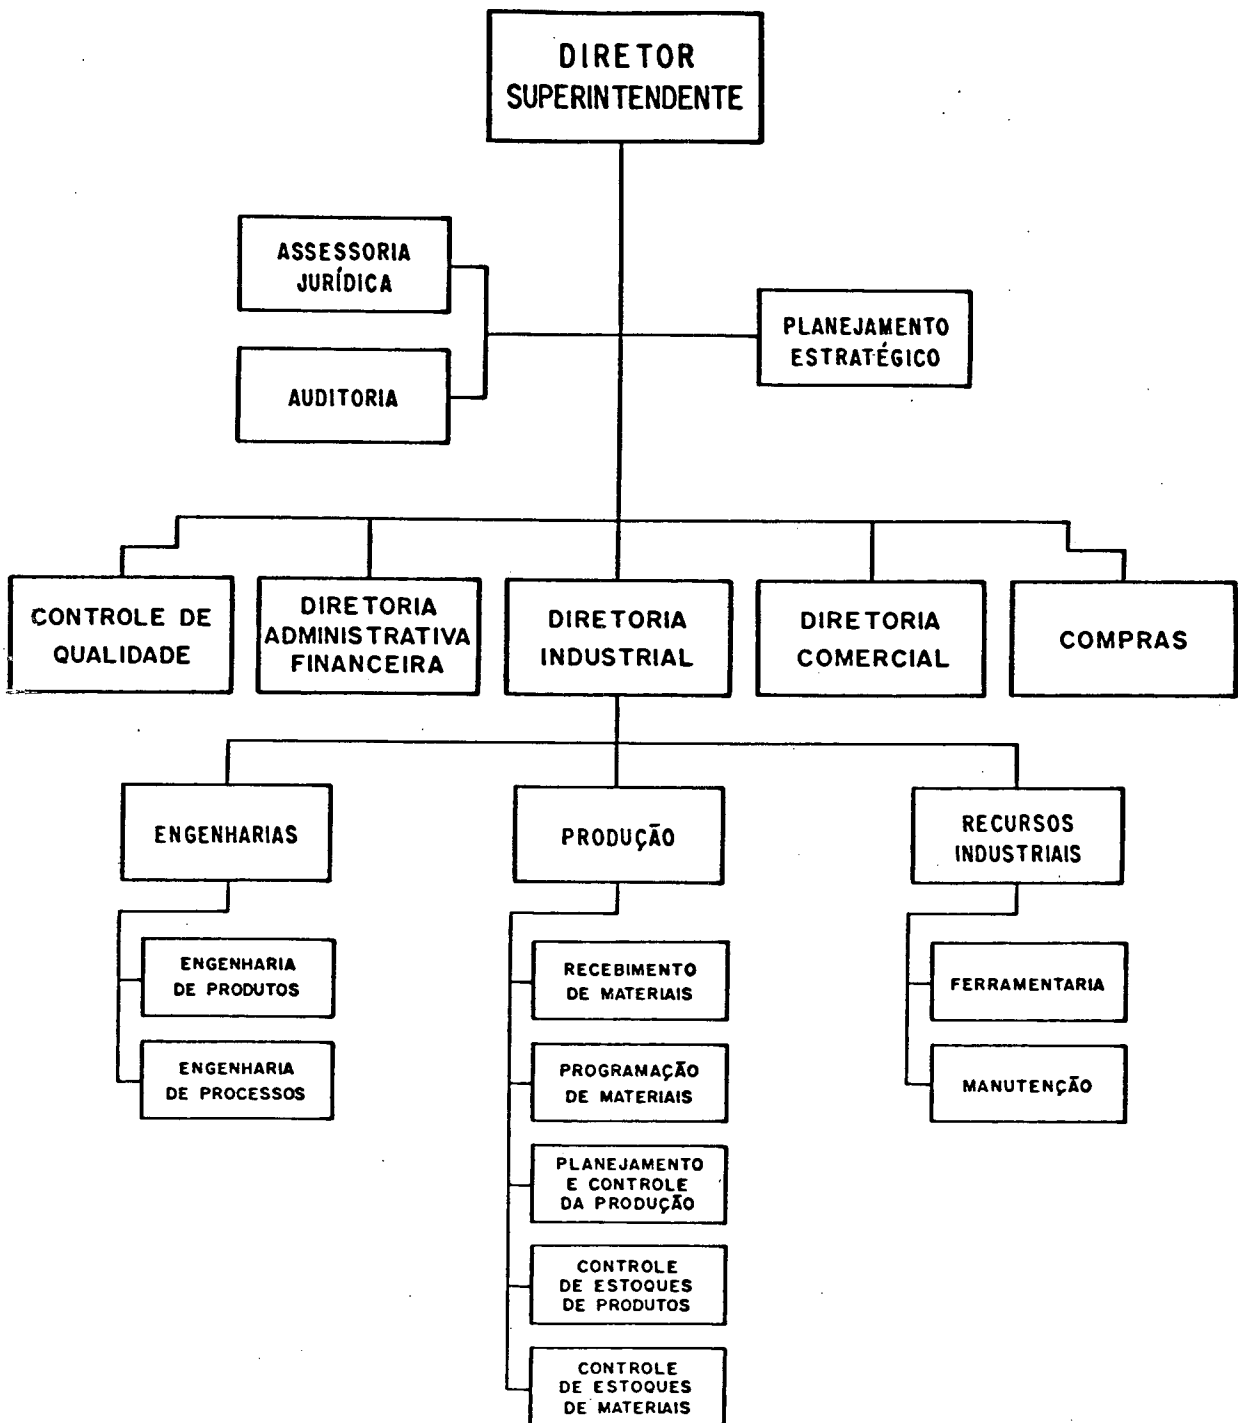 DIRETOR
SUPERINTENDENTE
ASSESSORIA
JURÍDICA
AUDITORIA
PLANEJAMENTO
ESTRATÉGICO
CONTROLE DE
QUALIDADE
DIRETORIA
ADMINISTRATIVA
FINANCEIRA
DIRETORIA
INDUSTRIAL
DIRETORIA
COMERCIAL
COMPRAS
ENGENHARIAS
PRODUÇÃO
RECURSOS
INDUSTRIAIS
ENGENHARIA
DE PRODUTOS
ENGENHARIA
DE PROCESSOS
RECEBIMENTO
DE MATERIAIS
PROGRAMAÇÃO
DE MATERIAIS
PLANEJAMENTO
E CONTROLE
DA PRODUÇÃO
CONTROLE
DE ESTOQUES
DE PRODUTOS
CONTROLE
DE ESTOQUES
DE MATERIAIS
FERRAMENTARIA
MANUTENÇÃO